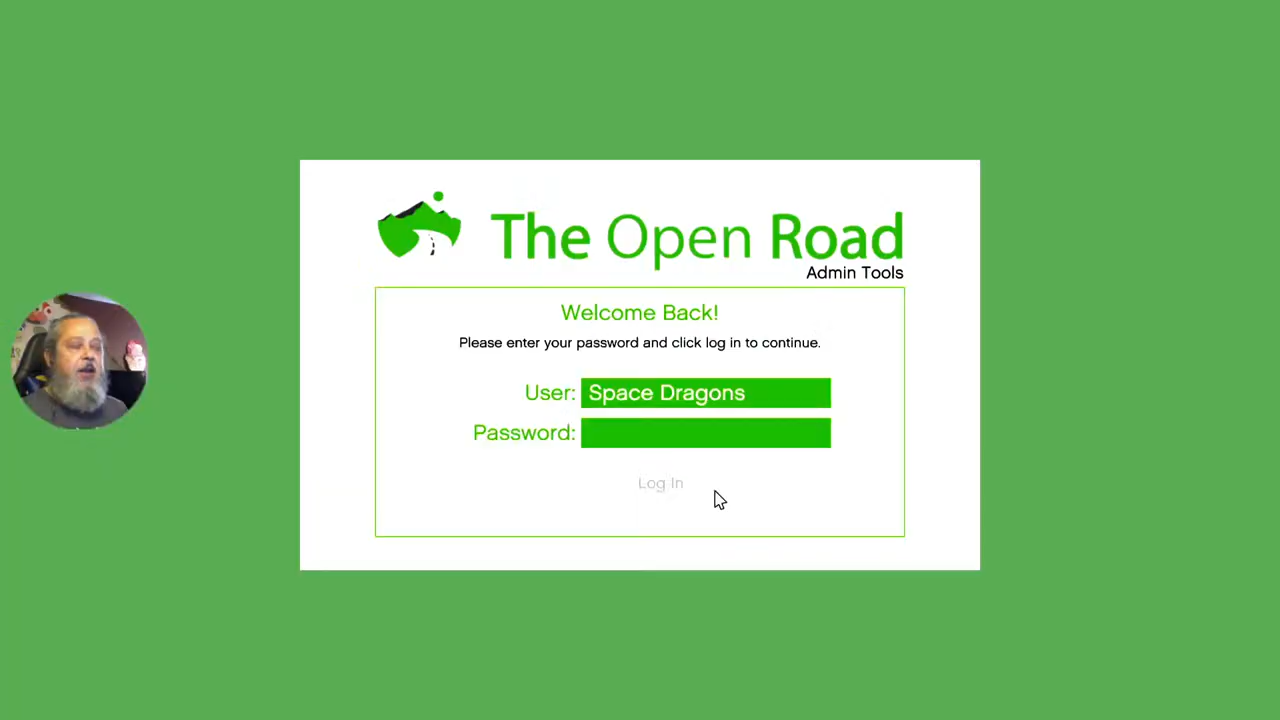 The Open Road
Admin Tools
Welcome Back!
Please enter your password and click log in to continue.
User: Space Dragons
Password:
Log In